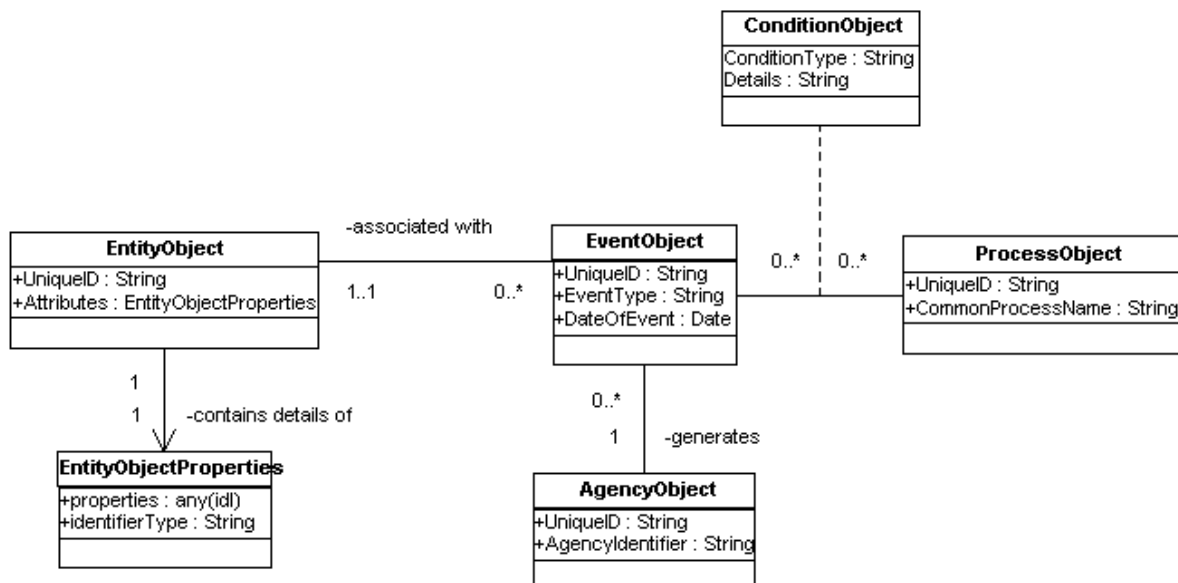 ConditionObject
ConditionType : String
Details : String
-associated with
EntityObject
+UniqueID : String
+Attributes : EntityObjectProperties
1..1
0..*
EventObject
+UniqueID : String
+EventType : String
+DateOfEvent : Date
0..*
0..*
ProcessObject
+UniqueID : String
+CommonProcessName : String
1
1
-contains details of
0..*
1
-generates
EntityObjectProperties
+properties : any(idl)
+identifierType : String
AgencyObject
+UniqueID : String
+AgencyIdentifier : String